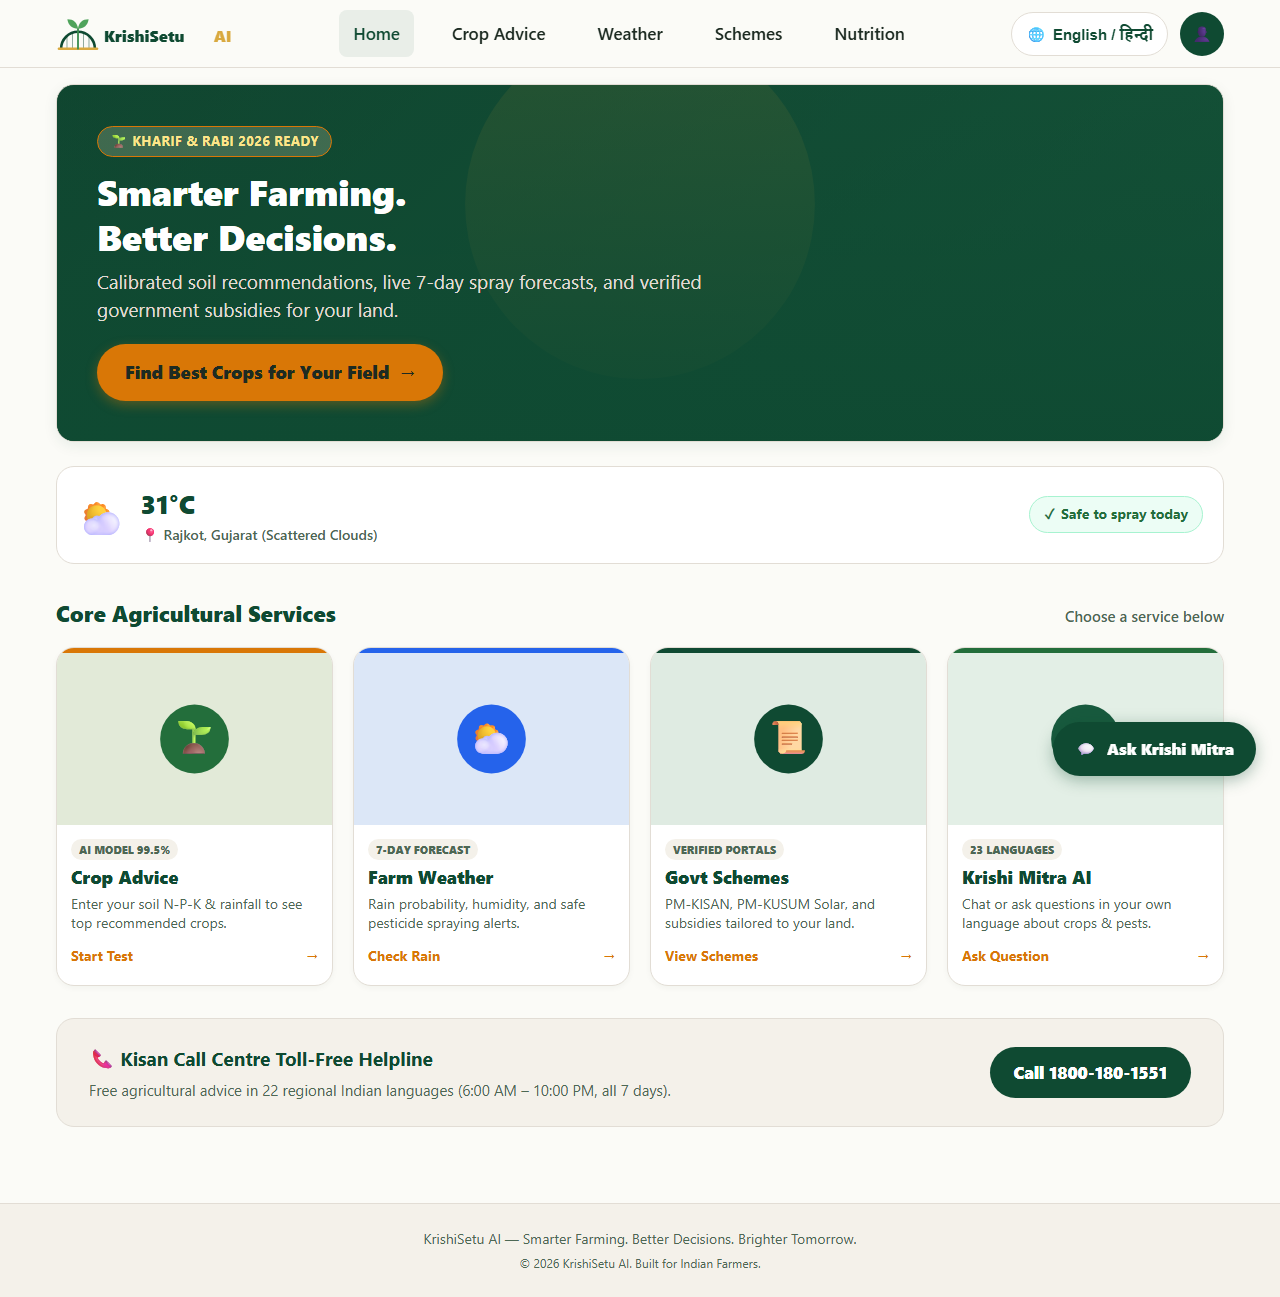 KrishiSetu AI
Home
Crop Advice
Weather
Schemes
Nutrition
English / हिन्दी
KHARIF & RABI 2026 READY
Smarter Farming.
Better Decisions.
Calibrated soil recommendations, live 7-day spray forecasts, and verified
government subsidies for your land.
Find Best Crops for Your Field →
31°C
Rajkot, Gujarat (Scattered Clouds)
✓ Safe to spray today
Core Agricultural Services
Choose a service below
AI MODEL 99.5%
Crop Advice
Enter your soil N-P-K & rainfall to see
top recommended crops.
Start Test →
7-DAY FORECAST
Farm Weather
Rain probability, humidity, and safe
pesticide spraying alerts.
Check Rain →
VERIFIED PORTALS
Govt Schemes
PM-KISAN, PM-KUSUM Solar, and
subsidies tailored to your land.
View Schemes →
Ask Krishi Mitra
23 LANGUAGES
Krishi Mitra AI
Chat or ask questions in your own
language about crops & pests.
Ask Question →
Kisan Call Centre Toll-Free Helpline
Free agricultural advice in 22 regional Indian languages (6:00 AM – 10:00 PM, all 7 days).
Call 1800-180-1551
KrishiSetu AI — Smarter Farming. Better Decisions. Brighter Tomorrow.
© 2026 KrishiSetu AI. Built for Indian Farmers.